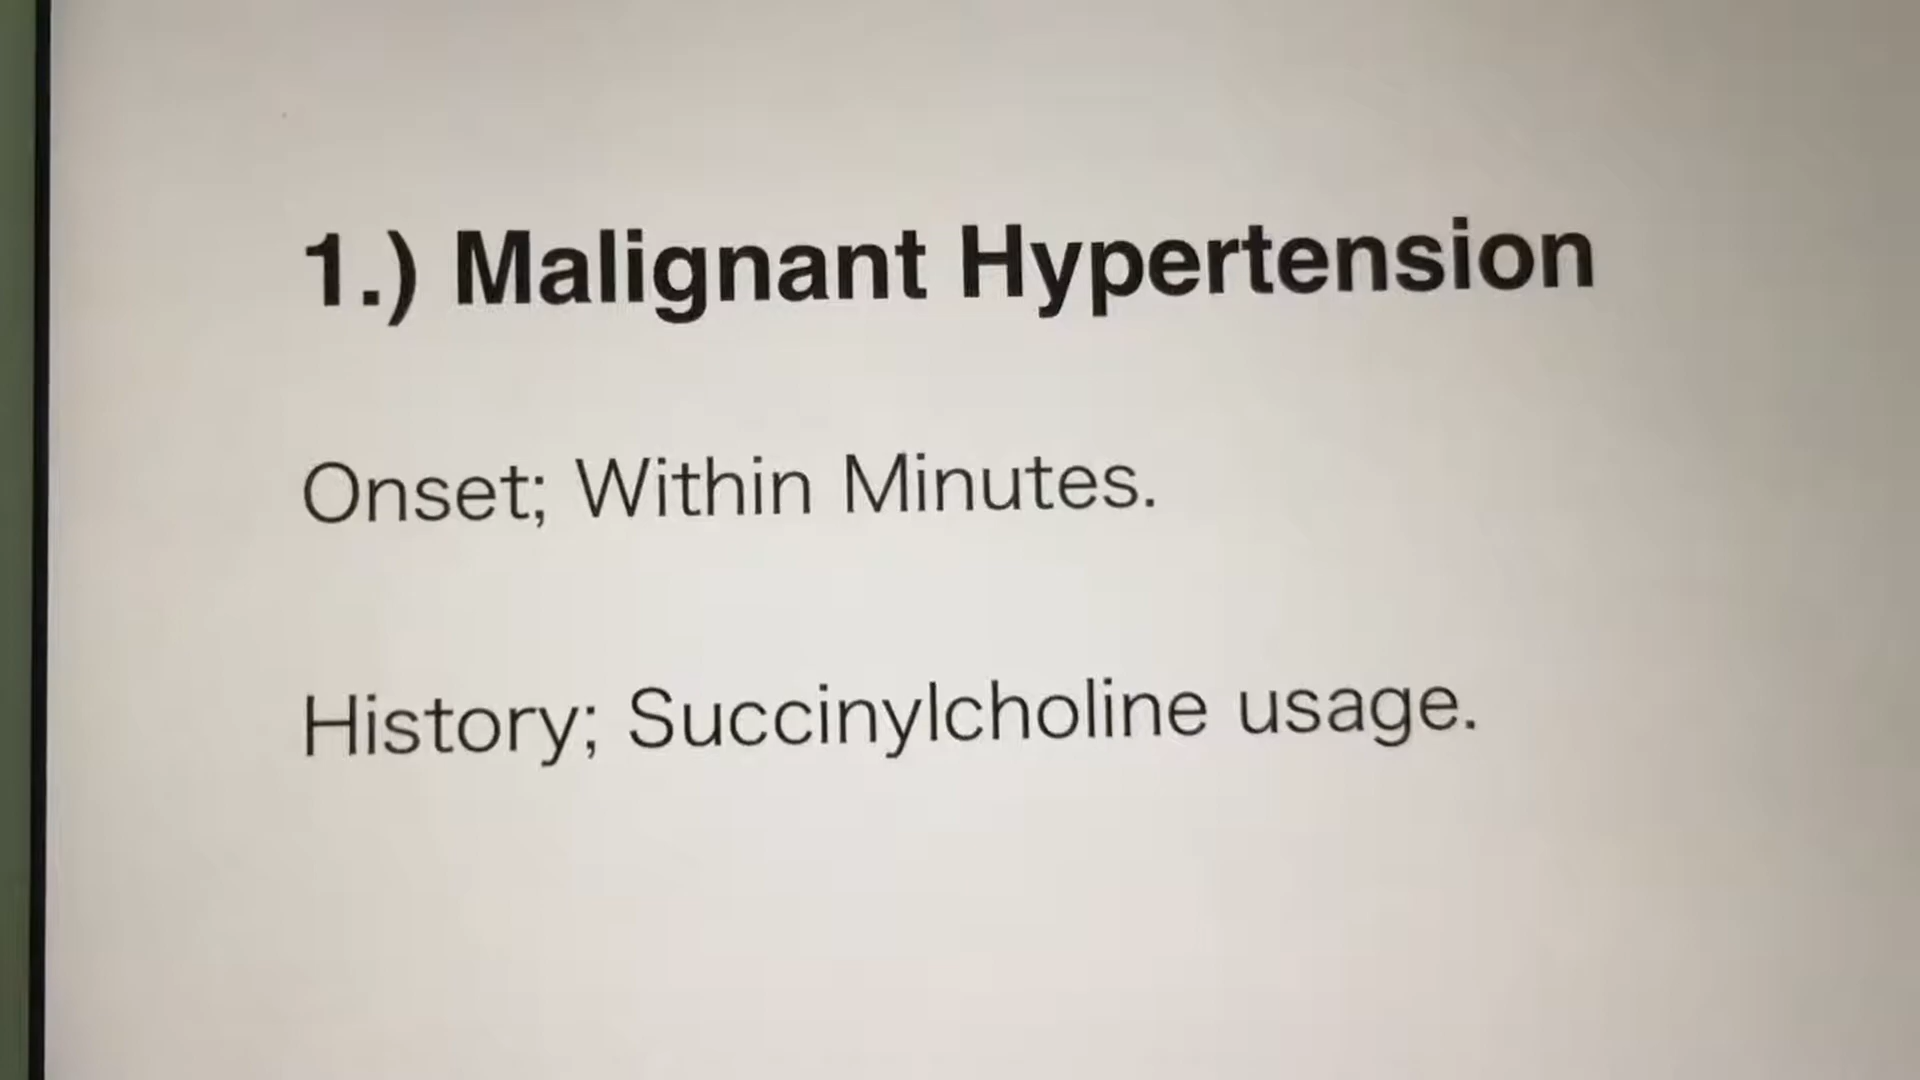 1.) Malignant Hypertension
Onset; Within Minutes.
History; Succinylcholine usage.